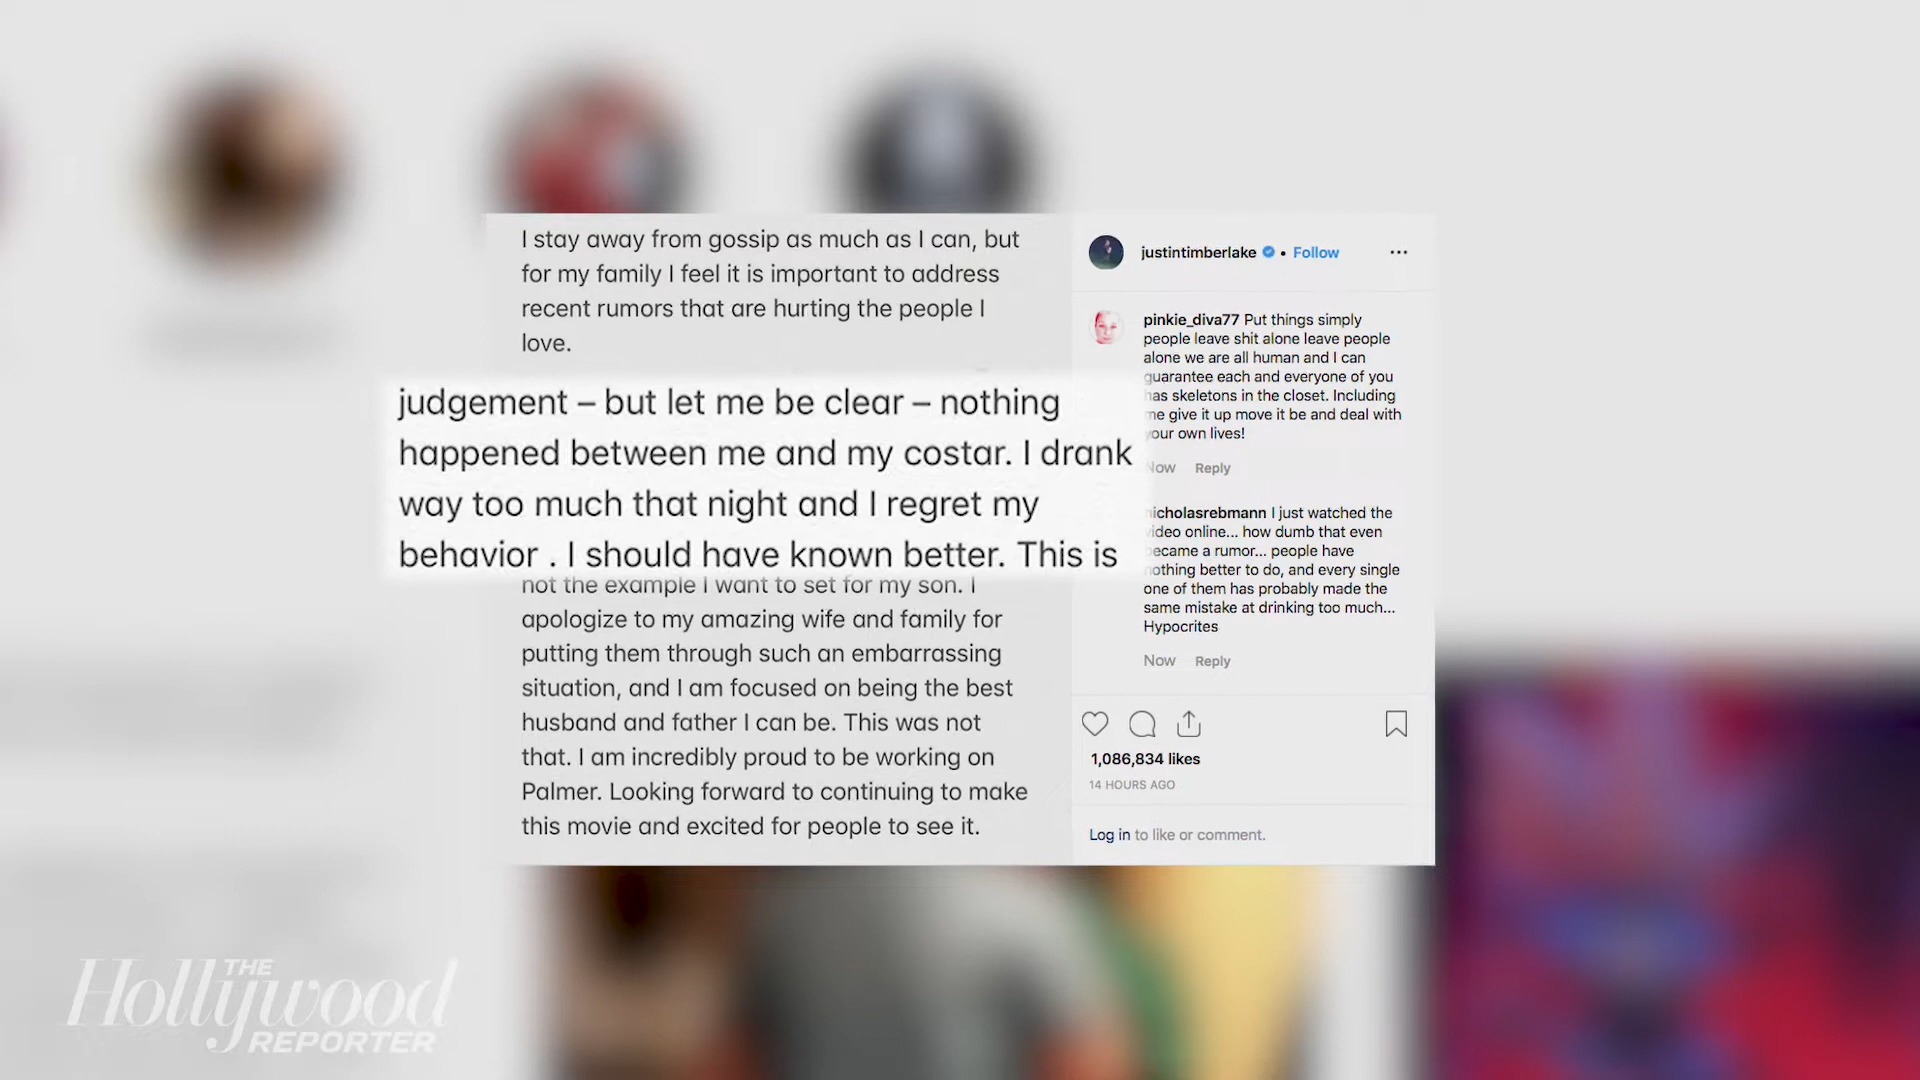 I stay away from gossip as much as I can, but
for my family I feel it is important to address
recent rumors that are hurting the people I
love.
judgement – but let me be clear – nothing
happened between me and my costar. I drank
way too much that night and I regret my
behavior . I should have known better. This is
not the example I want to set for my son. I
apologize to my amazing wife and family for
putting them through such an embarrassing
situation, and I am focused on being the best
husband and father I can be. This was not
that. I am incredibly proud to be working on
Palmer. Looking forward to continuing to make
this movie and excited for people to see it.
justintimberlake • Follow
pinkie_diva77 Put things simply
people leave shit alone leave people
alone we are all human and I can
guarantee each and everyone of you
has skeletons in the closet. Including
me give it up move it be and deal with
your own lives!
Now Reply
nicholasrebmann I just watched the
video online... how dumb that even
became a rumor... people have
nothing better to do, and every single
one of them has probably made the
same mistake at drinking too much...
Hypocrites
Now Reply
1,086,834 likes
14 HOURS AGO
Log in to like or comment.
THE
Hollywood
REPORTER